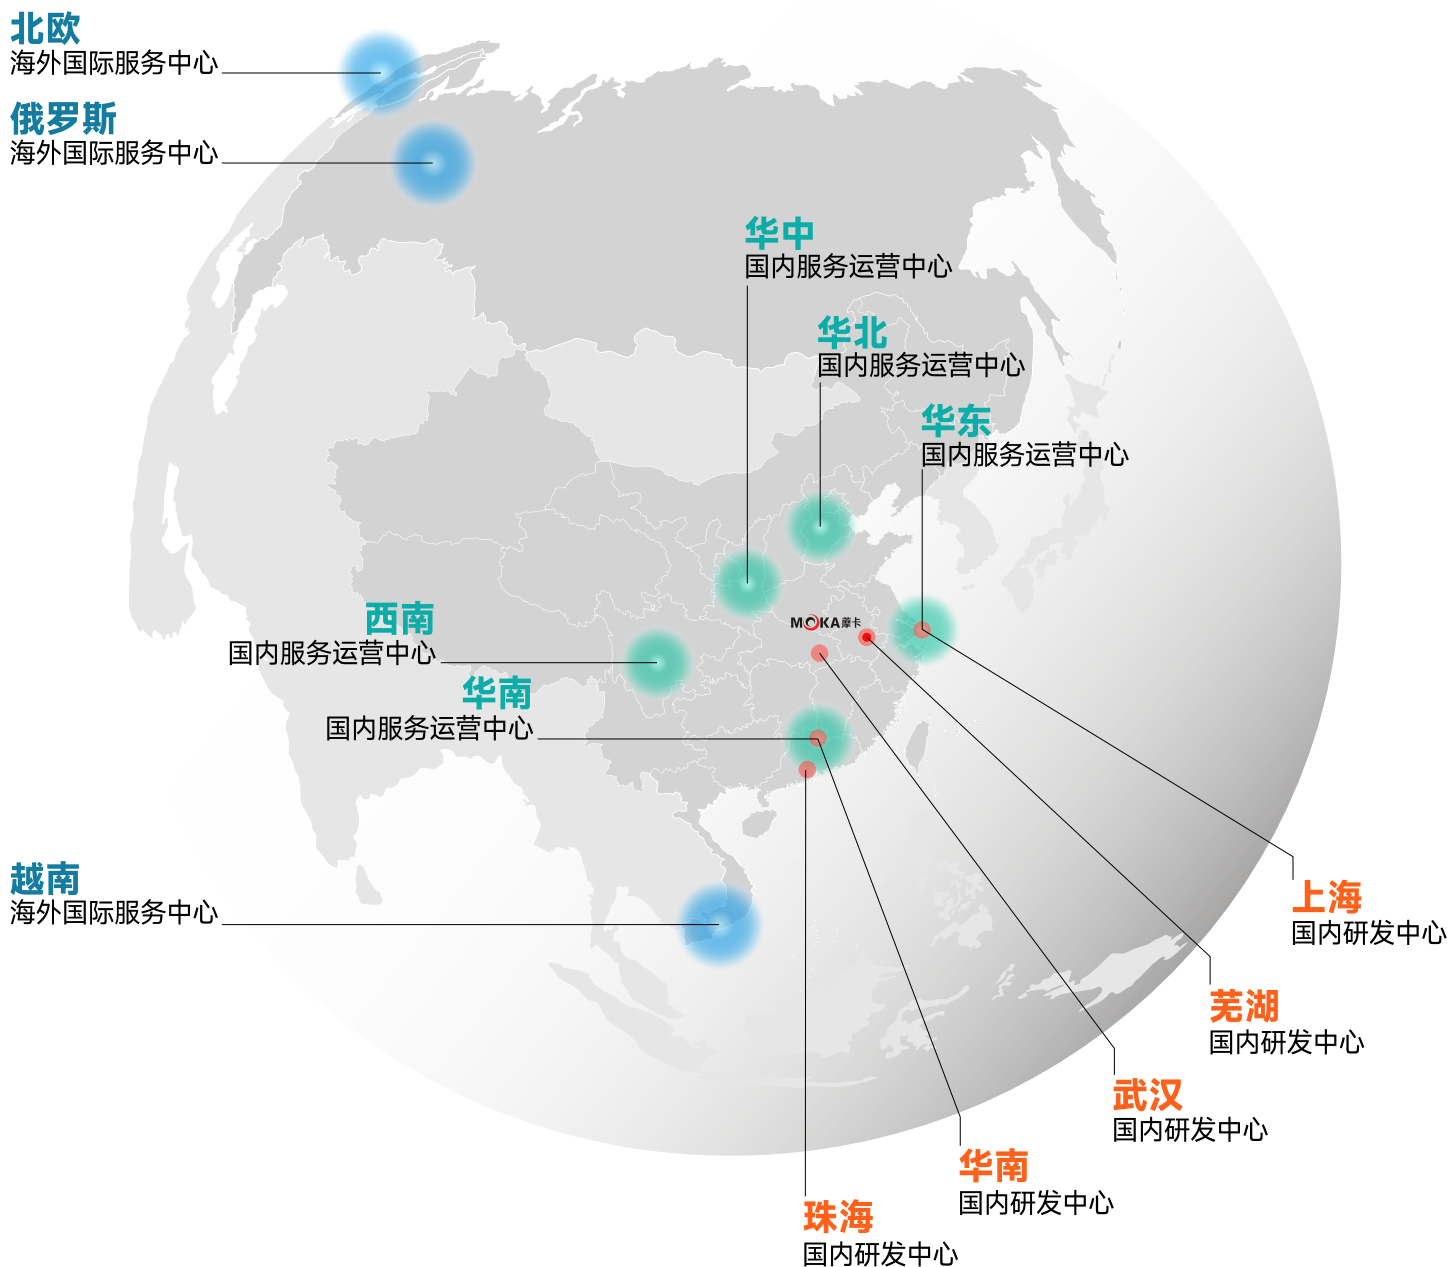 北欧
海外国际服务中心
俄罗斯
海外国际服务中心
华中
国内服务运营中心
华北
国内服务运营中心
华东
国内服务运营中心
西南
国内服务运营中心
MOKA摩卡
华南
国内服务运营中心
越南
海外国际服务中心
上海
国内研发中心
芜湖
国内研发中心
武汉
国内研发中心
华南
国内研发中心
珠海
国内研发中心